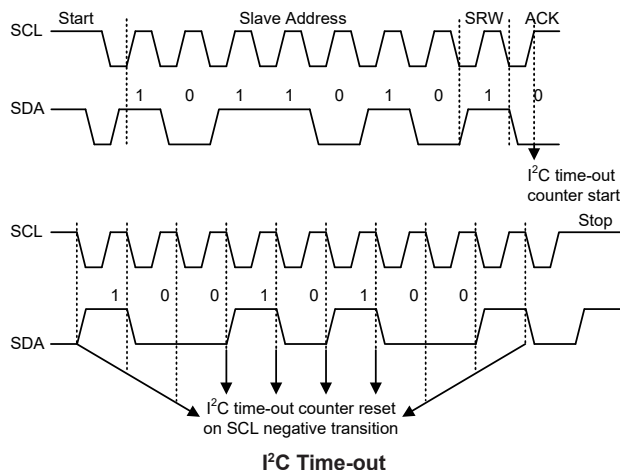 Start Slave Address SRW ACK
SCL
1 0 1 1 0 1 0 1 0
SDA
I²C time-out
counter start
Stop
SCL
1 0 0 1 0 1 0 0
SDA
I²C time-out counter reset
on SCL negative transition
I²C Time-out